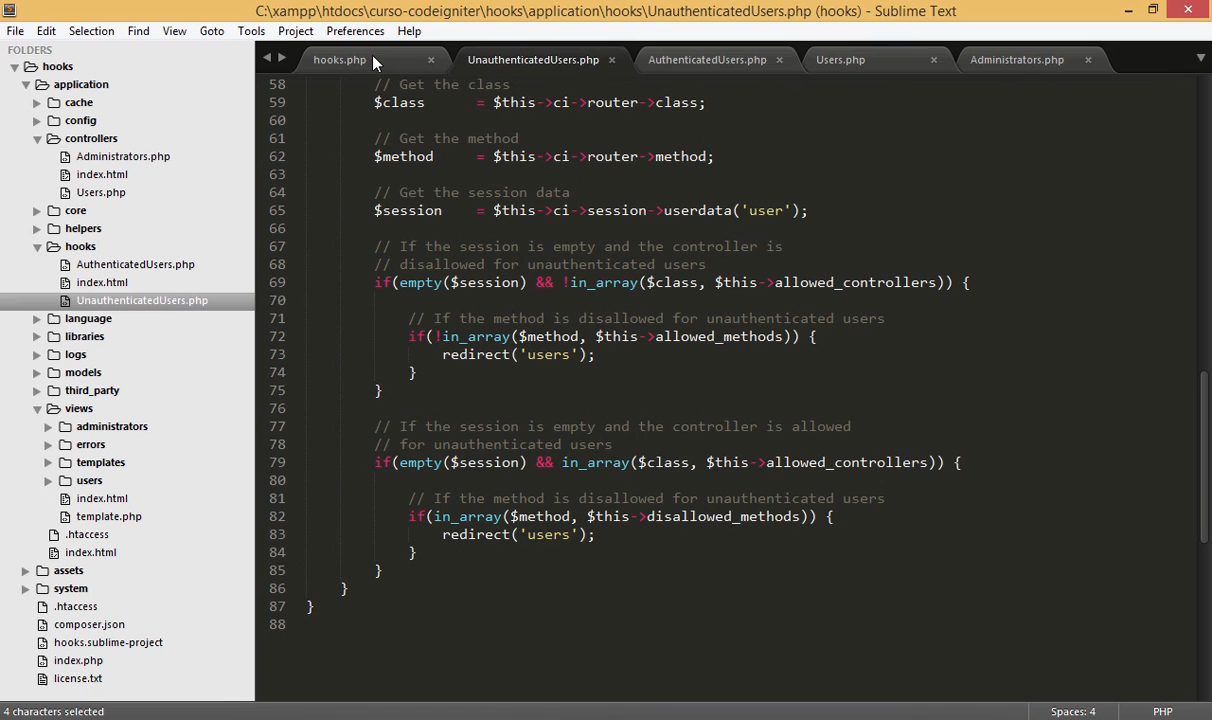 C:\xampp\htdocs\curso-codeigniter\hooks\application\hooks\UnauthenticatedUsers.php (hooks) - Sublime Text
File Edit Selection Find View Goto Tools Project Preferences Help
FOLDERS
hooks
application
cache
config
controllers
Administrators.php
index.html
Users.php
core
helpers
hooks
AuthenticatedUsers.php
index.html
UnauthenticatedUsers.php
language
libraries
logs
models
third_party
views
administrators
errors
templates
users
index.html
template.php
.htaccess
index.html
assets
system
.htaccess
composer.json
hooks.sublime-project
index.php
license.txt
hooks.php UnauthenticatedUsers.php AuthenticatedUsers.php Users.php Administrators.php
58 // Get the class
59 $class = $this->ci->router->class;
60
61 // Get the method
62 $method = $this->ci->router->method;
63
64 // Get the session data
65 $session = $this->ci->session->userdata('user');
66
67 // If the session is empty and the controller is
68 // disallowed for unauthenticated users
69 if(empty($session) && !in_array($class, $this->allowed_controllers)) {
70
71 // If the method is disallowed for unauthenticated users
72 if(!in_array($method, $this->allowed_methods)) {
73 redirect('users');
74 }
75 }
76
77 // If the session is empty and the controller is allowed
78 // for unauthenticated users
79 if(empty($session) && in_array($class, $this->allowed_controllers)) {
80
81 // If the method is disallowed for unauthenticated users
82 if(in_array($method, $this->disallowed_methods)) {
83 redirect('users');
84 }
85 }
86 }
87 }
88
4 characters selected Spaces: 4 PHP